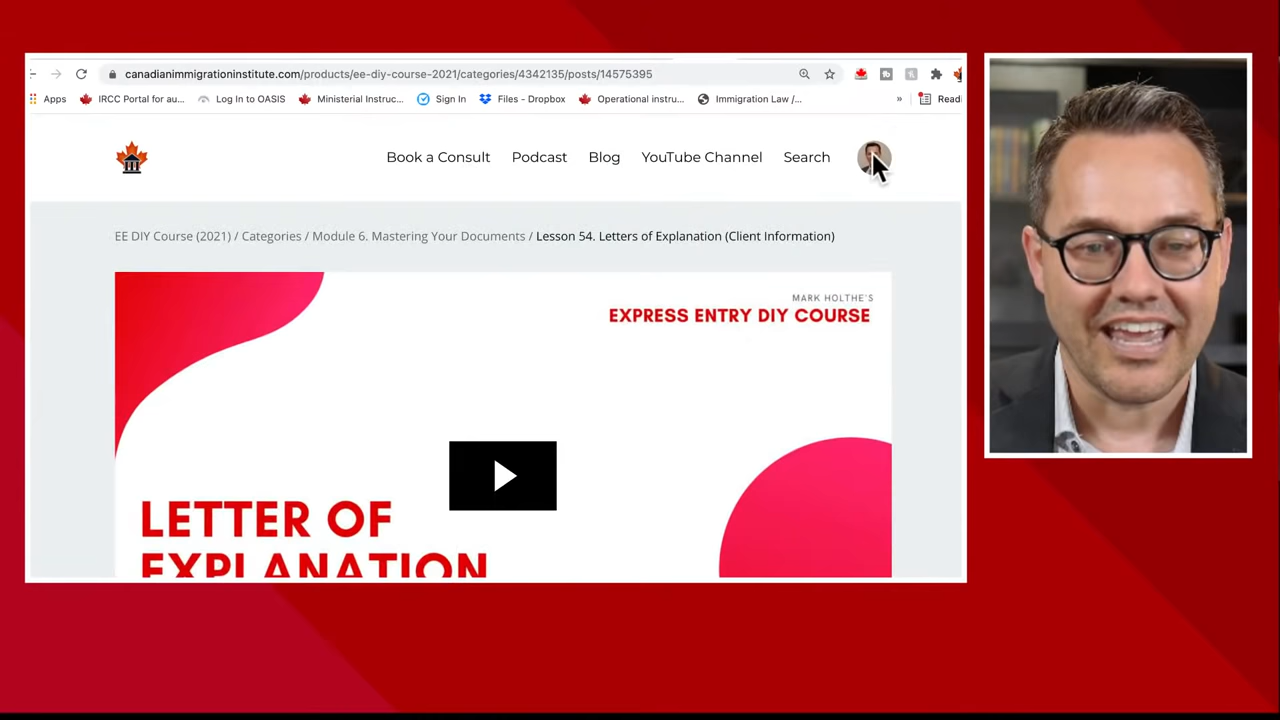 canadianimmigrationinstitute.com/products/ee-diy-course-2021/categories/4342135/posts/14575395
Apps IRCC Portal for au... Log In to OASIS Ministerial Instruc... Sign In Files - Dropbox Operational instru... Immigration Law /... » Readi
Book a Consult Podcast Blog YouTube Channel Search
EE DIY Course (2021) / Categories / Module 6. Mastering Your Documents / Lesson 54. Letters of Explanation (Client Information)
MARK HOLTHE'S
EXPRESS ENTRY DIY COURSE
LETTER OF
EXPLANATION